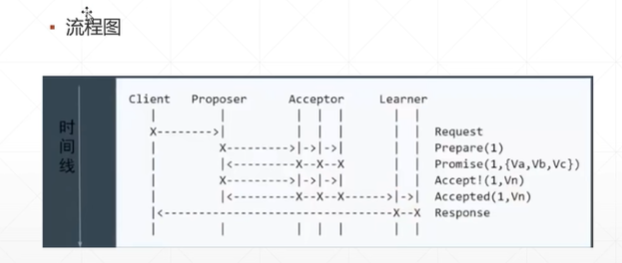 流程图
时间线
Client Proposer Acceptor Learner
| | | | | | |
X-------->| | | | | | Request
| X--------->|->|->| | | Prepare(1)
| |<---------X--X--X | | Promise(1,{Va,Vb,Vc})
| X--------->|->|->| | | Accept!(1,Vn)
| |<---------X--X--X------>|->| Accepted(1,Vn)
|<---------------------------------X--X Response
| | | | | | |